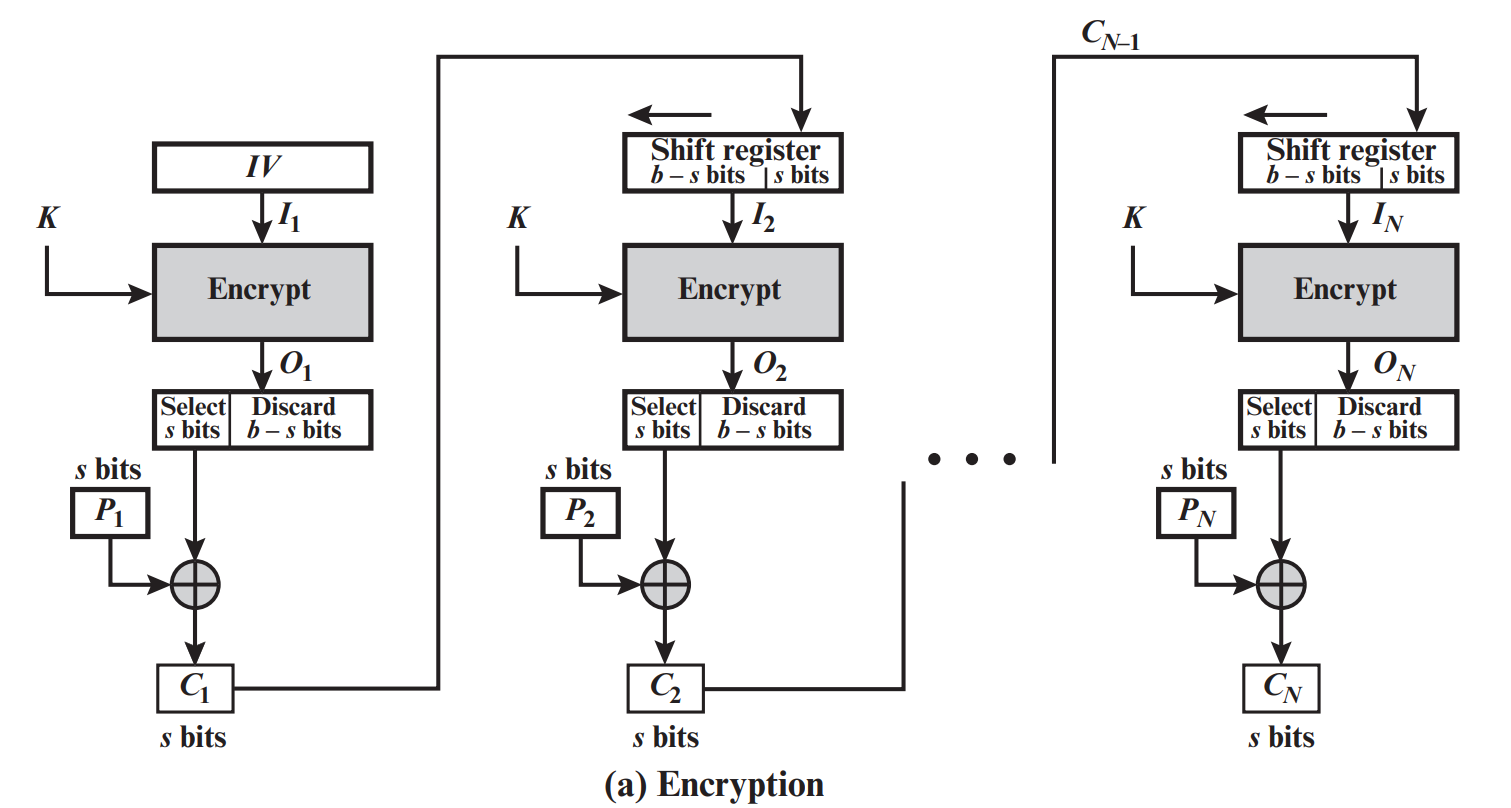 C_{N–1}
IV
Shift register
b – s bits | s bits
Shift register
b – s bits | s bits
K
I_1
K
I_2
K
I_N
Encrypt
Encrypt
Encrypt
O_1
O_2
O_N
Select
s bits
Discard
b – s bits
Select
s bits
Discard
b – s bits
Select
s bits
Discard
b – s bits
s bits
P_1
s bits
P_2
• • •
s bits
P_N
C_1
s bits
C_2
s bits
C_N
s bits
(a) Encryption